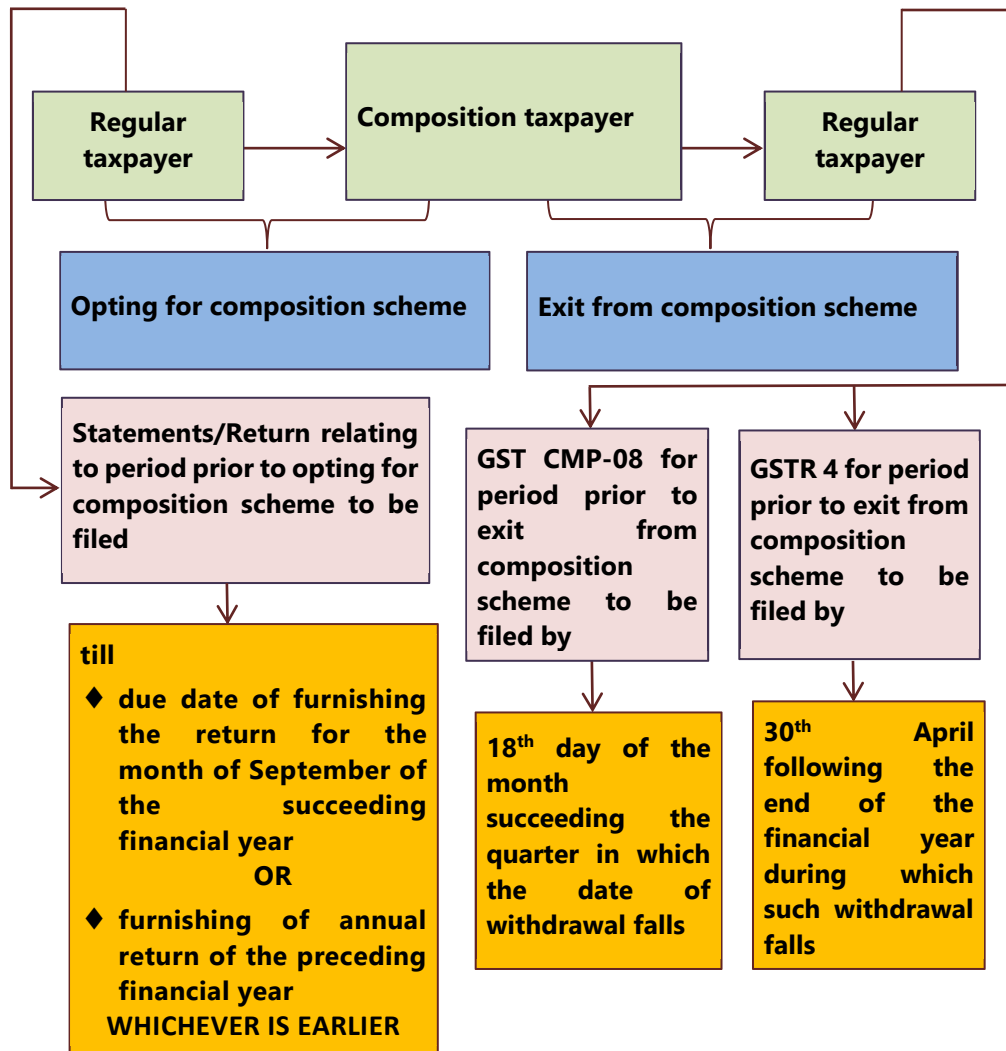 Regular
taxpayer
Composition taxpayer
Regular
taxpayer
Opting for composition scheme
Exit from composition scheme
Statements/Return relating
to period prior to opting for
composition scheme to be
filed
GST CMP-08 for
period prior to
exit from
composition
scheme to be
filed by
GSTR 4 for period
prior to exit from
composition
scheme to be
filed by
till
♦ due date of furnishing
the return for the
month of September of
the succeeding
financial year
OR
♦ furnishing of annual
return of the preceding
financial year
WHICHEVER IS EARLIER
18th day of the
month
succeeding the
quarter in which
the date of
withdrawal falls
30th April
following the
end of the
financial year
during which
such withdrawal
falls